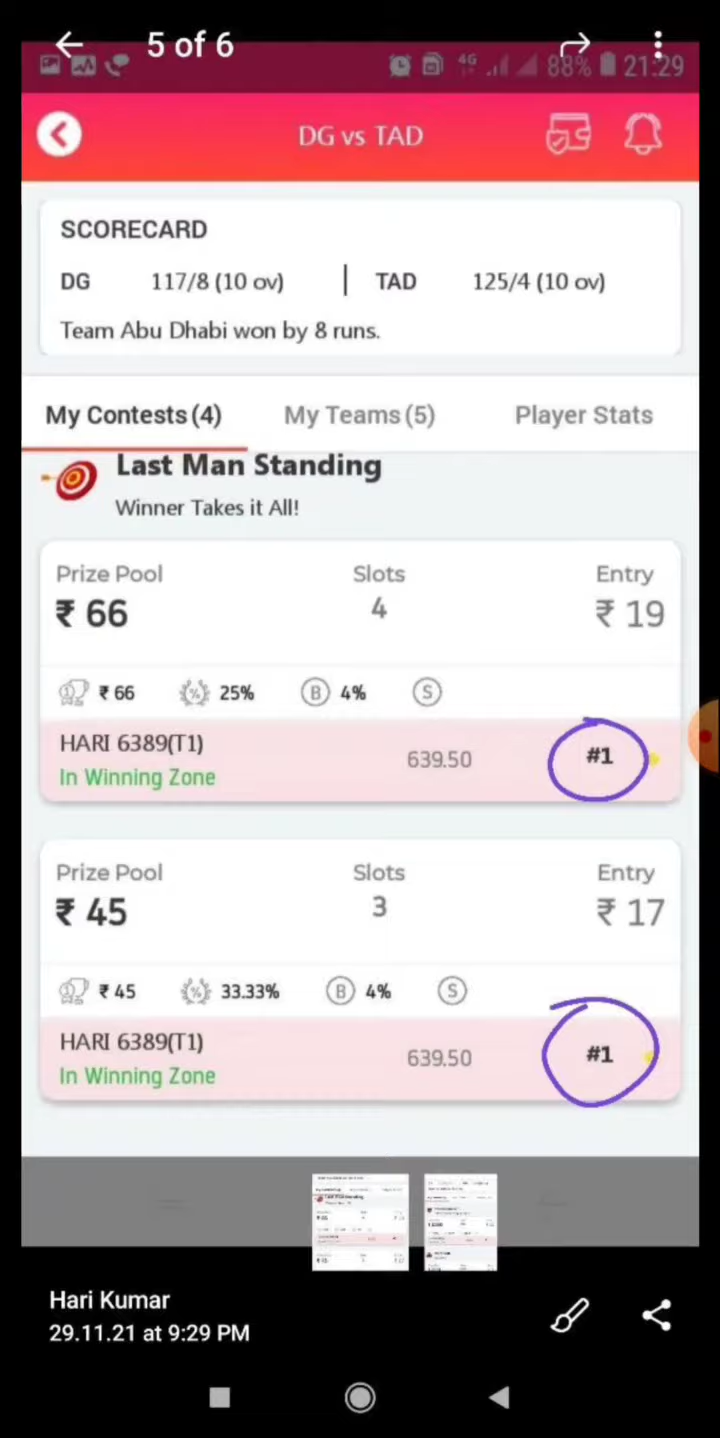 5 of 6
4G 88% 21:29
DG vs TAD
SCORECARD
DG 117/8 (10 ov) | TAD 125/4 (10 ov)
Team Abu Dhabi won by 8 runs.
My Contests (4) My Teams (5) Player Stats
Last Man Standing
Winner Takes it All!
Prize Pool Slots Entry
₹ 66 4 ₹ 19
₹ 66 25% B 4% S
HARI 6389(T1) 639.50 #1
In Winning Zone
Prize Pool Slots Entry
₹ 45 3 ₹ 17
₹ 45 33.33% B 4% S
HARI 6389(T1) 639.50 #1
In Winning Zone
Hari Kumar
29.11.21 at 9:29 PM